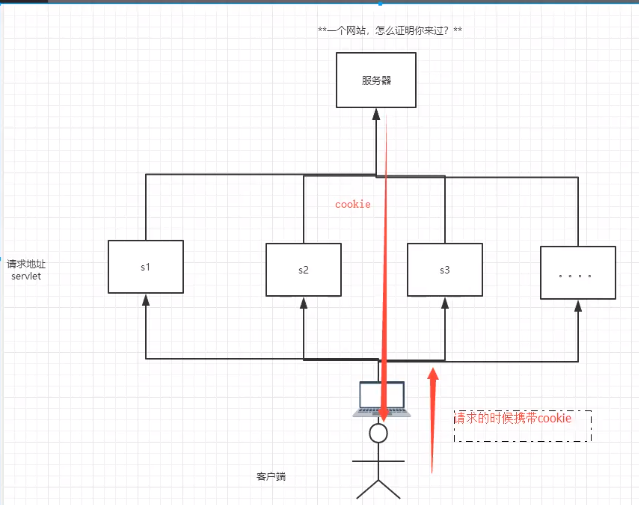 **一个网站，怎么证明你来过？**
服务器
cookie
s1
s2
s3
....
请求地址
servlet
请求的时候携带cookie
客户端